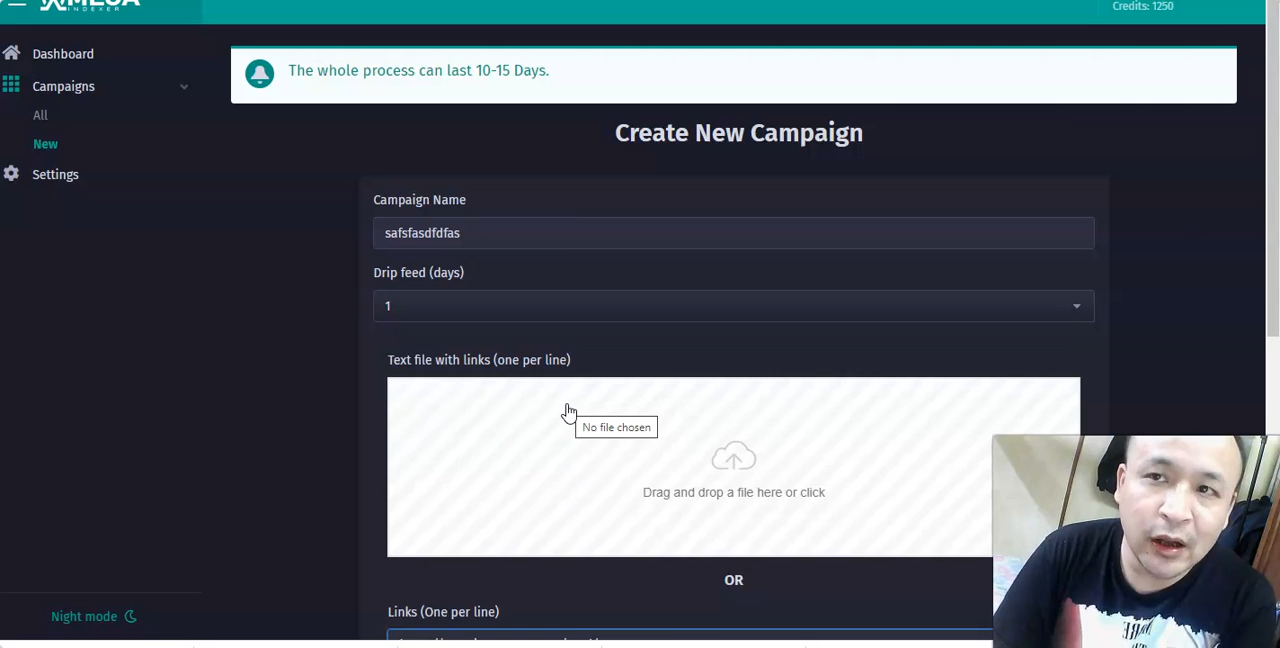 INDEXER
Credits: 1250
Dashboard
Campaigns
All
New
Settings
The whole process can last 10-15 Days.
Create New Campaign
Campaign Name
safsfasdfdfas
Drip feed (days)
1
Text file with links (one per line)
No file chosen
Drag and drop a file here or click
OR
Links (One per line)
Night mode